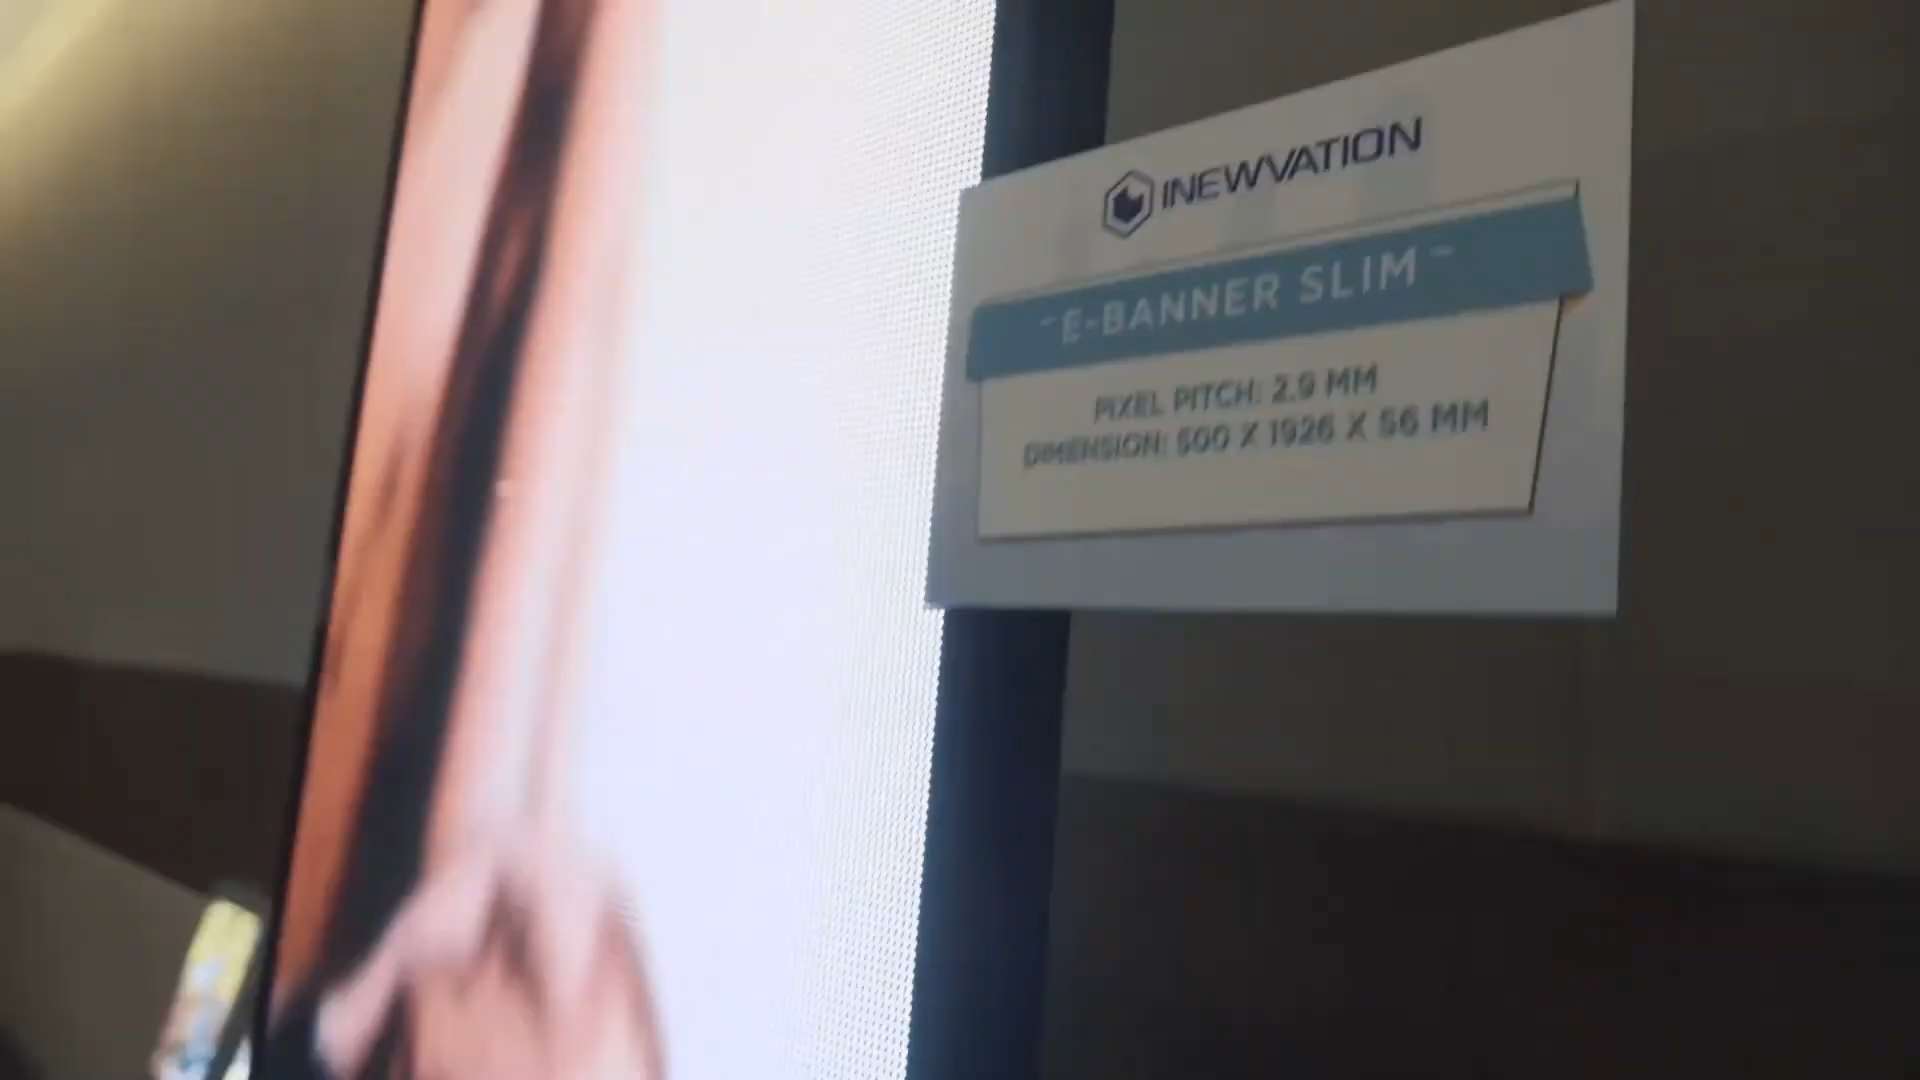 INEWVATION
- E-BANNER SLIM -
PIXEL PITCH: 2.9 MM
DIMENSION: 500 X 1926 X 56 MM